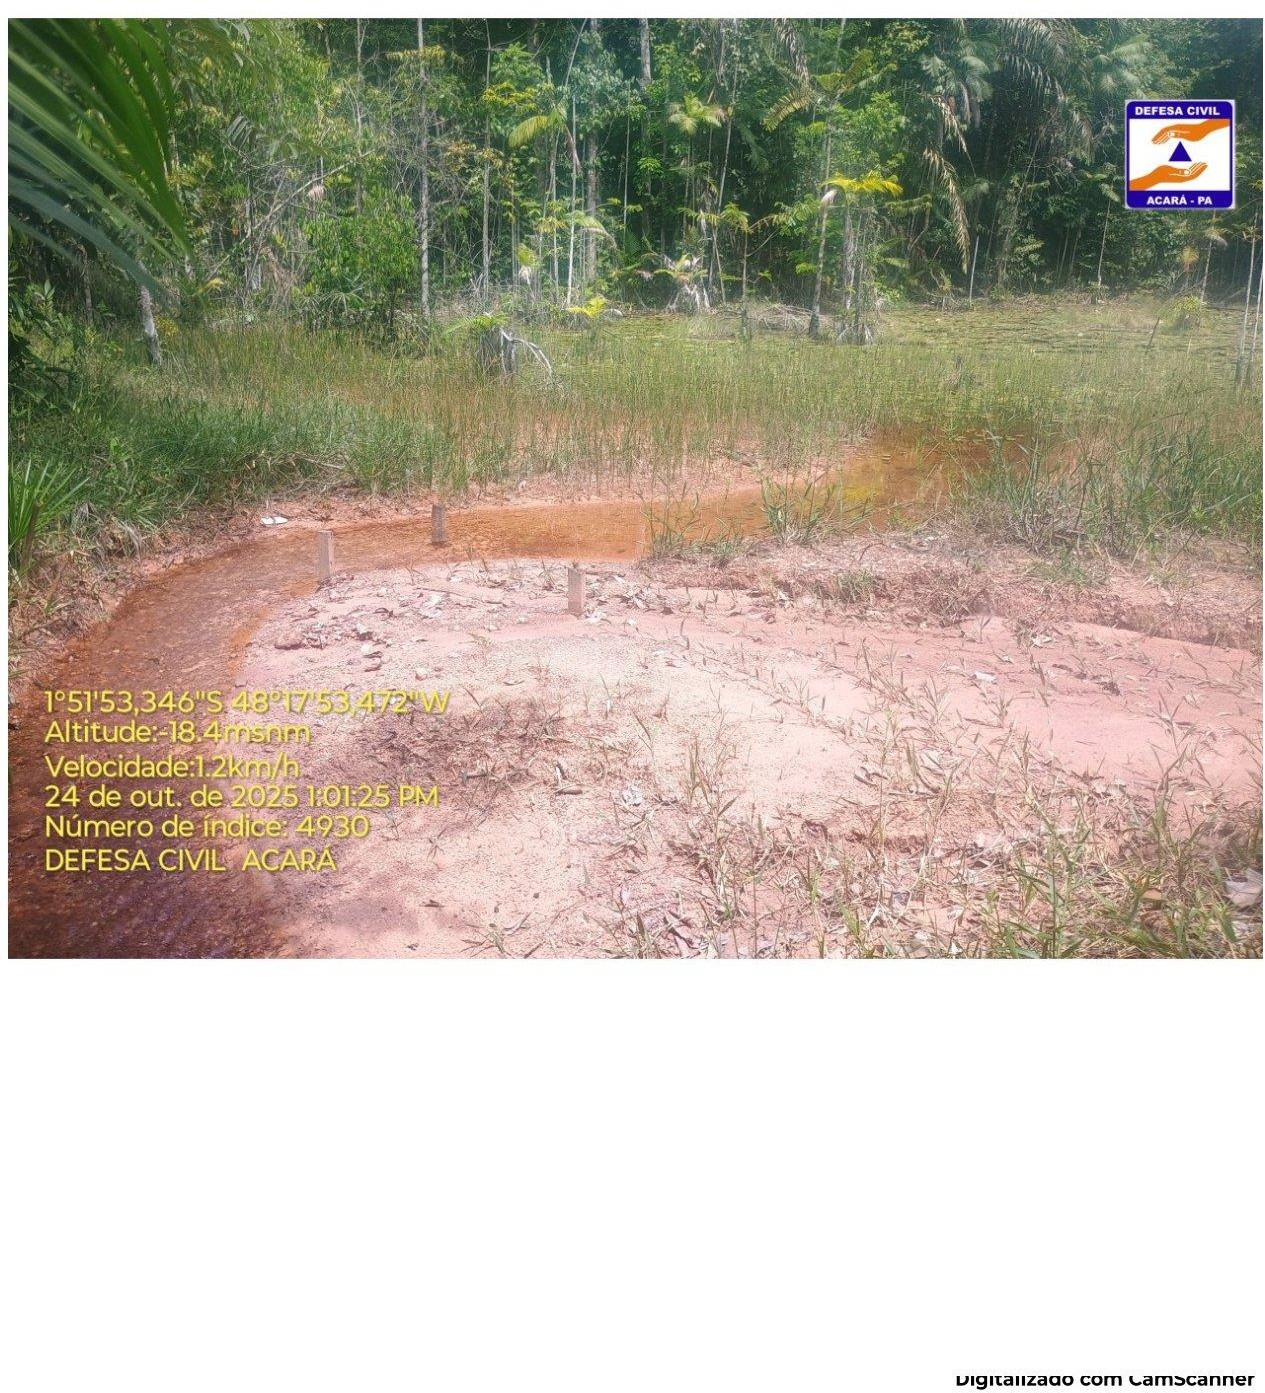 DEFESA CIVIL
ACARÁ - PA
1°51'53,346"S 48°17'53,472"W
Altitude:-18.4msnm
Velocidade:1.2km/h
24 de out. de 2025 1:01:25 PM
Número de índice: 4930
DEFESA CIVIL ACARÁ
Digitalizado com CamScanner